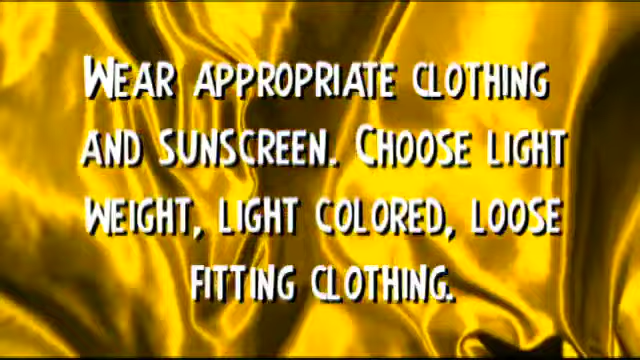 Wear appropriate clothing
and sunscreen. Choose light
weight, light colored, loose
fitting clothing.